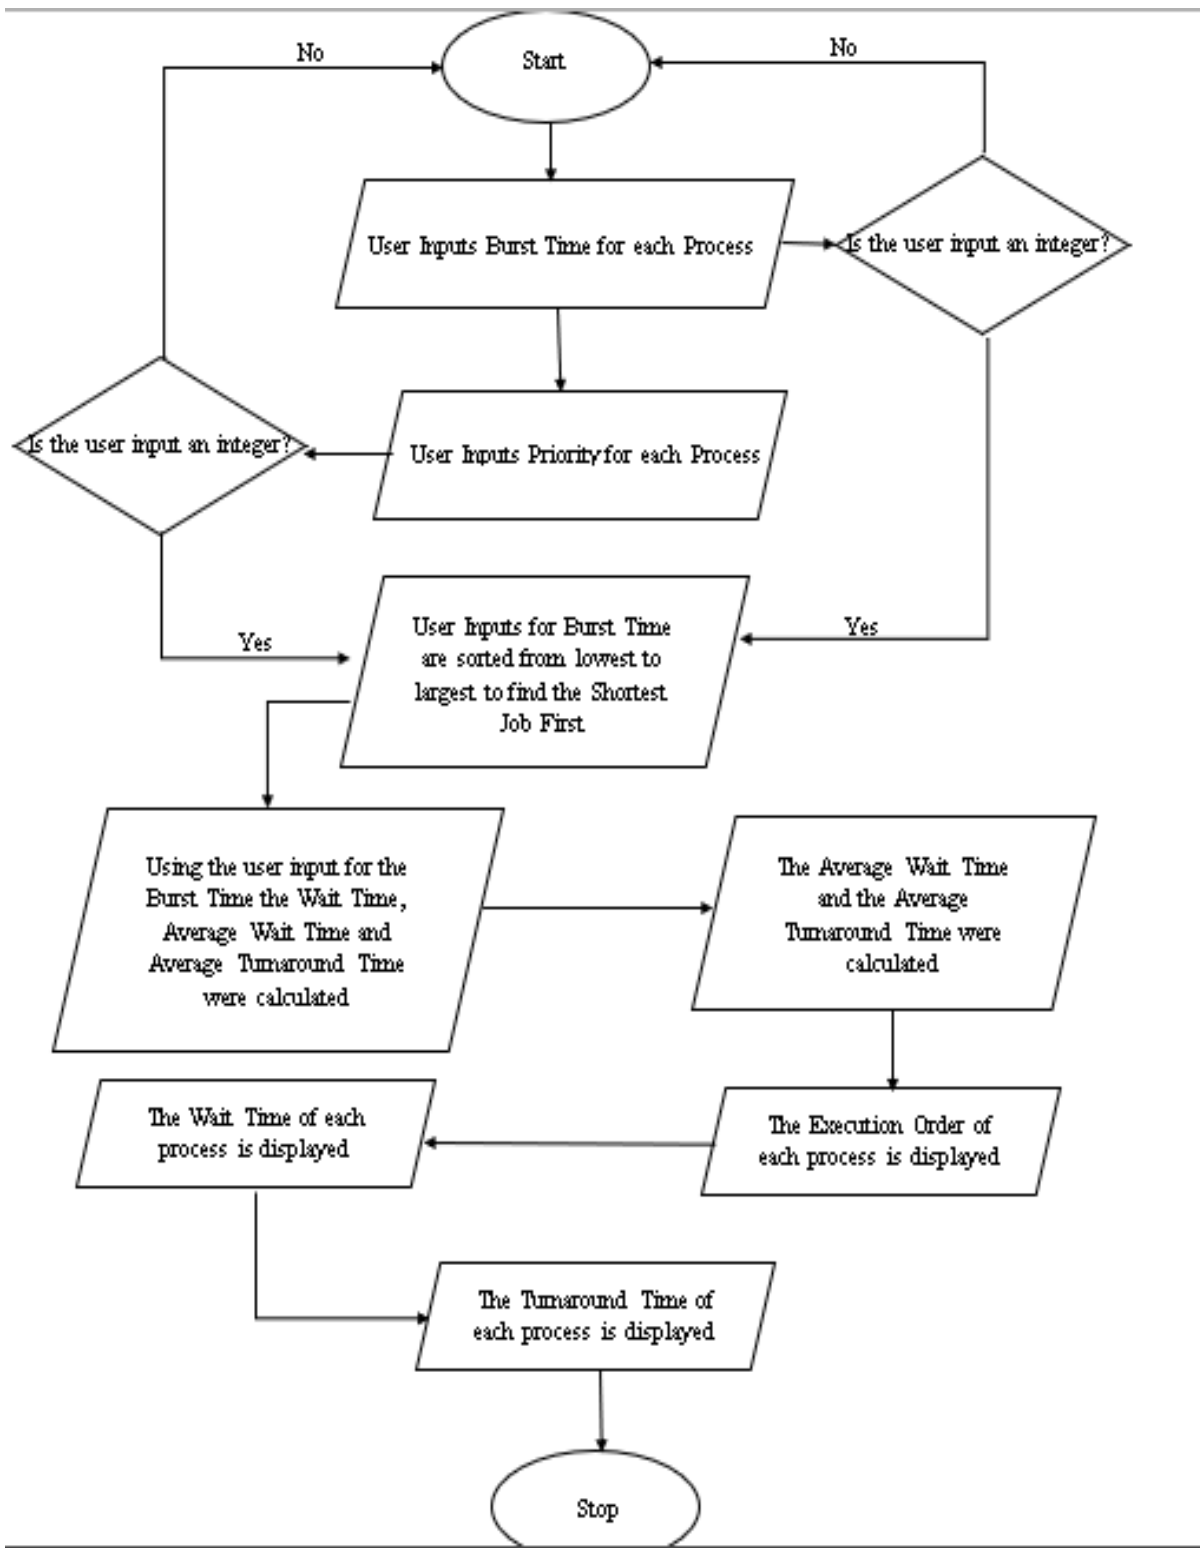 No
Start
No
User Inputs Burst Time for each Process
Is the user input an integer?
Is the user input an integer?
User Inputs Priority for each Process
User Inputs for Burst Time
are sorted from lowest to
largest to find the Shortest
Job First
Yes
Yes
Using the user input for the
Burst Time the Wait Time,
Average Wait Time and
Average Turnaround Time
were calculated
The Average Wait Time
and the Average
Turnaround Time were
calculated
The Execution Order of
each process is displayed
The Wait Time of each
process is displayed
The Turnaround Time of
each process is displayed
Stop